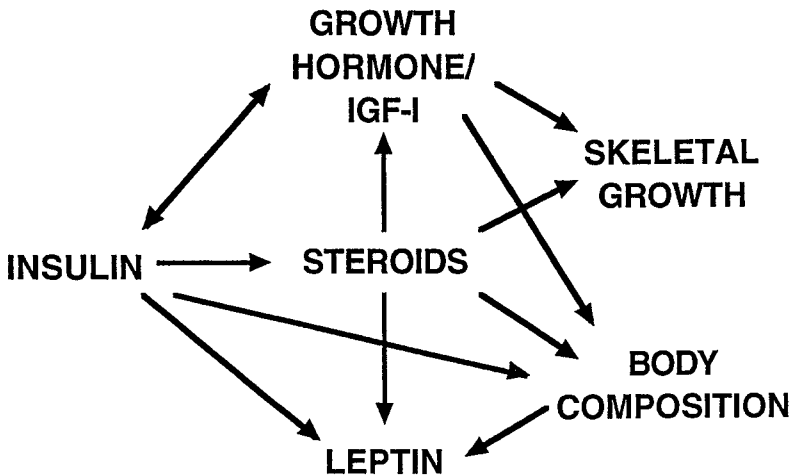 GROWTH
HORMONE/
IGF-I
SKELETAL
GROWTH
INSULIN
STEROIDS
BODY
COMPOSITION
LEPTIN